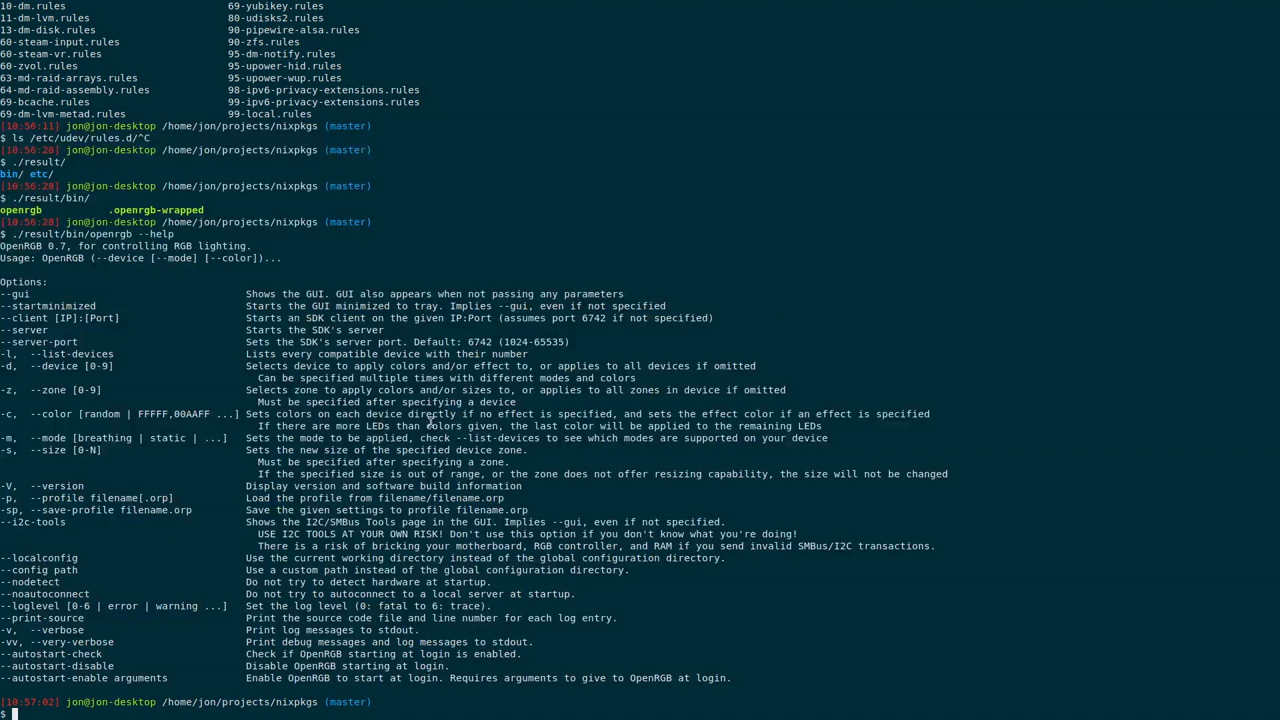 10-dm.rules 69-yubikey.rules
11-dm-lvm.rules 80-udisks2.rules
13-dm-disk.rules 90-pipewire-alsa.rules
60-steam-input.rules 90-zfs.rules
60-steam-vr.rules 95-dm-notify.rules
60-zvol.rules 95-upower-hid.rules
63-md-raid-arrays.rules 95-upower-wup.rules
64-md-raid-assembly.rules 98-ipv6-privacy-extensions.rules
69-bcache.rules 99-ipv6-privacy-extensions.rules
69-dm-lvm-metad.rules 99-local.rules
[10:56:11] jon@jon-desktop /home/jon/projects/nixpkgs (master)
$ ls /etc/udev/rules.d/^C
[10:56:28] jon@jon-desktop /home/jon/projects/nixpkgs (master)
$ ./result/
bin/ etc/
[10:56:28] jon@jon-desktop /home/jon/projects/nixpkgs (master)
$ ./result/bin/
openrgb .openrgb-wrapped
[10:56:28] jon@jon-desktop /home/jon/projects/nixpkgs (master)
$ ./result/bin/openrgb --help
OpenRGB 0.7, for controlling RGB lighting.
Usage: OpenRGB (--device [--mode] [--color])...
Options:
--gui Shows the GUI. GUI also appears when not passing any parameters
--startminimized Starts the GUI minimized to tray. Implies --gui, even if not specified
--client [IP]:[Port] Starts an SDK client on the given IP:Port (assumes port 6742 if not specified)
--server Starts the SDK's server
--server-port Sets the SDK's server port. Default: 6742 (1024-65535)
-l, --list-devices Lists every compatible device with their number
-d, --device [0-9] Selects device to apply colors and/or effect to, or applies to all devices if omitted
Can be specified multiple times with different modes and colors
-z, --zone [0-9] Selects zone to apply colors and/or sizes to, or applies to all zones in device if omitted
Must be specified after specifying a device
-c, --color [random | FFFFF,00AAFF ...] Sets colors on each device directly if no effect is specified, and sets the effect color if an effect is specified
If there are more LEDs than colors given, the last color will be applied to the remaining LEDs
-m, --mode [breathing | static | ...] Sets the mode to be applied, check --list-devices to see which modes are supported on your device
-s, --size [0-N] Sets the new size of the specified device zone.
Must be specified after specifying a zone.
If the specified size is out of range, or the zone does not offer resizing capability, the size will not be changed
-V, --version Display version and software build information
-p, --profile filename[.orp] Load the profile from filename/filename.orp
-sp, --save-profile filename.orp Save the given settings to profile filename.orp
--i2c-tools Shows the I2C/SMBus Tools page in the GUI. Implies --gui, even if not specified.
USE I2C TOOLS AT YOUR OWN RISK! Don't use this option if you don't know what you're doing!
There is a risk of bricking your motherboard, RGB controller, and RAM if you send invalid SMBus/I2C transactions.
--localconfig Use the current working directory instead of the global configuration directory.
--config path Use a custom path instead of the global configuration directory.
--nodetect Do not try to detect hardware at startup.
--noautoconnect Do not try to autoconnect to a local server at startup.
--loglevel [0-6 | error | warning ...] Set the log level (0: fatal to 6: trace).
--print-source Print the source code file and line number for each log entry.
-v, --verbose Print log messages to stdout.
-vv, --very-verbose Print debug messages and log messages to stdout.
--autostart-check Check if OpenRGB starting at login is enabled.
--autostart-disable Disable OpenRGB starting at login.
--autostart-enable arguments Enable OpenRGB to start at login. Requires arguments to give to OpenRGB at login.
[10:57:02] jon@jon-desktop /home/jon/projects/nixpkgs (master)
$